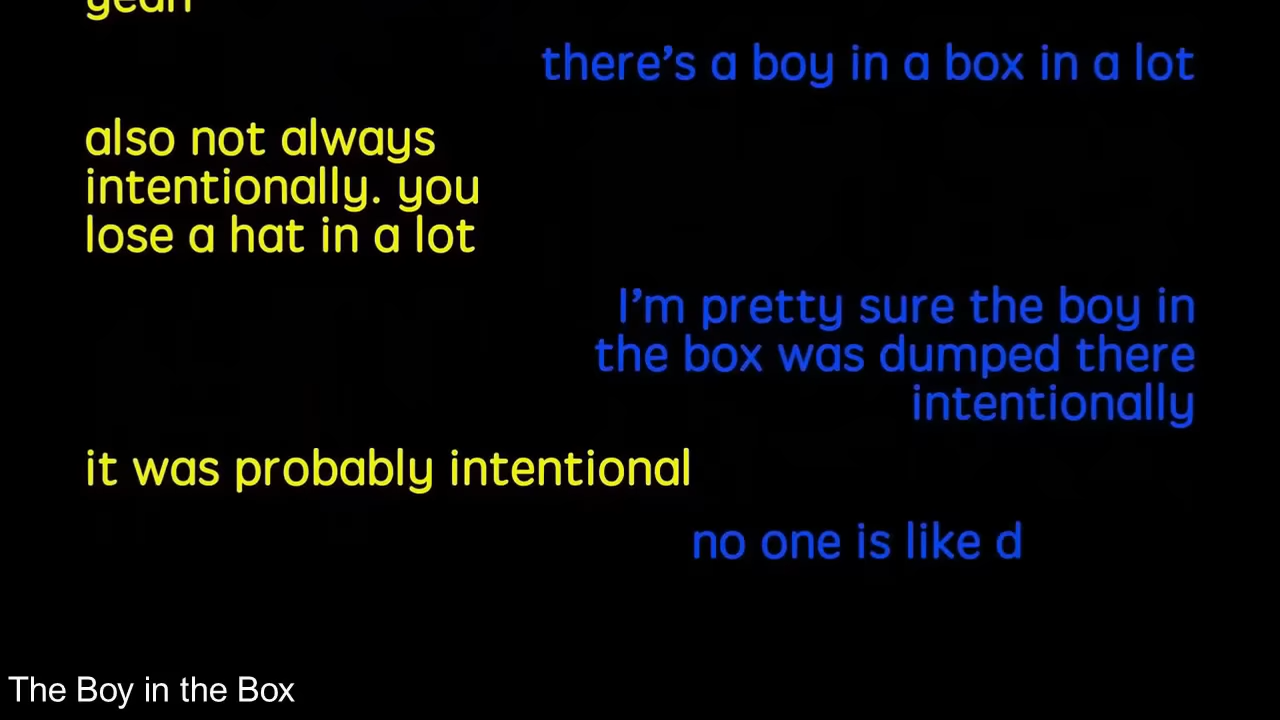 yeah
there's a boy in a box in a lot
also not always
intentionally. you
lose a hat in a lot
I'm pretty sure the boy in
the box was dumped there
intentionally
it was probably intentional
no one is like d
The Boy in the Box